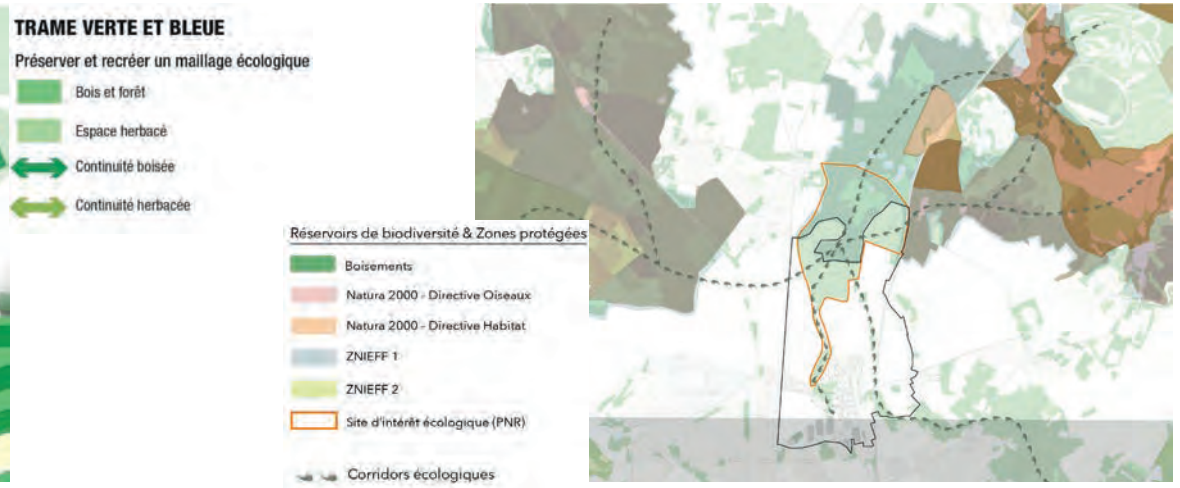 TRAME VERTE ET BLEUE
Préserver et recréer un maillage écologique
Bois et forêt
Espace herbacé
Continuité boisée
Continuité herbacée
Réservoirs de biodiversité & Zones protégées
Boisements
Natura 2000 - Directive Oiseaux
Natura 2000 - Directive Habitat
ZNIEFF 1
ZNIEFF 2
Site d'intérêt écologique (PNR)
Corridors écologiques